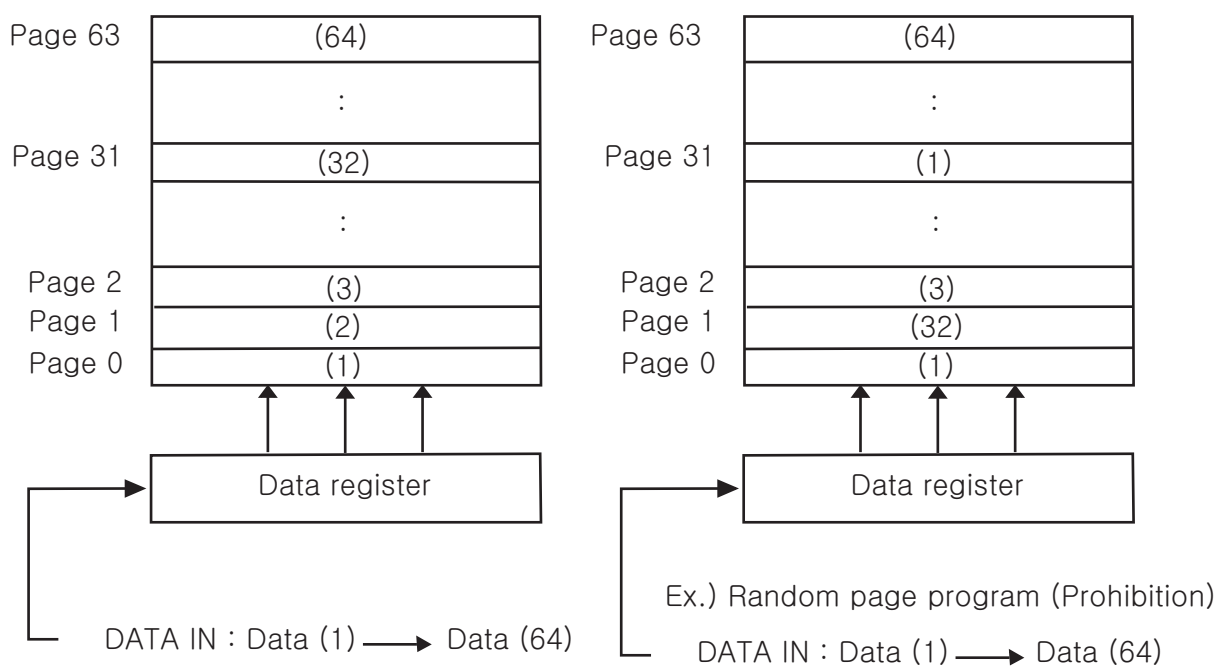 Page 63 (64)
:
Page 31 (32)
:
Page 2 (3)
Page 1 (2)
Page 0 (1)
Data register
DATA IN : Data (1) Data (64)
Page 63 (64)
:
Page 31 (1)
:
Page 2 (3)
Page 1 (32)
Page 0 (1)
Data register
Ex.) Random page program (Prohibition)
DATA IN : Data (1) Data (64)